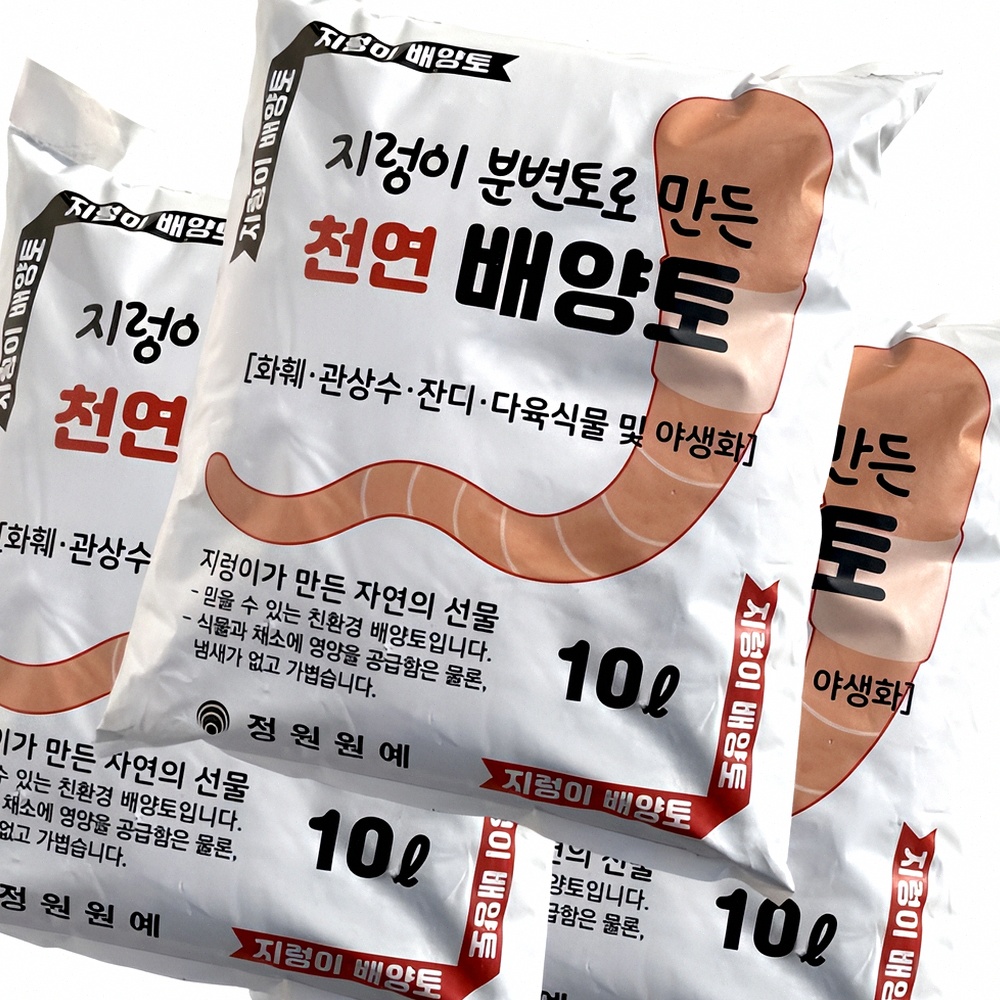 지렁이 배양토
지렁이 배양토
지렁이 분변토로 만든
천연 배양토
[화훼·관상수·잔디·다육식물 및 야생화]
지렁이가 만든 자연의 선물
- 믿을 수 있는 친환경 배양토입니다.
- 식물과 채소에 영양을 공급함은 물론,
냄새가 없고 가볍습니다.
10ℓ
정원원예
지렁이 배양토
지렁이 배양토
지렁이 배양토
지렁이 배양
지렁이
천연
[화훼·관상수
만든 자연의 선물
수 있는 친환경 배양토입니다.
채소에 영양을 공급함은 물론,
없고 가볍습니다.
10ℓ
정원원예
지렁이 배양토
배양토
만든
토
야생화]
선물
배양토입니다.
물론,
10ℓ
지렁이 배양